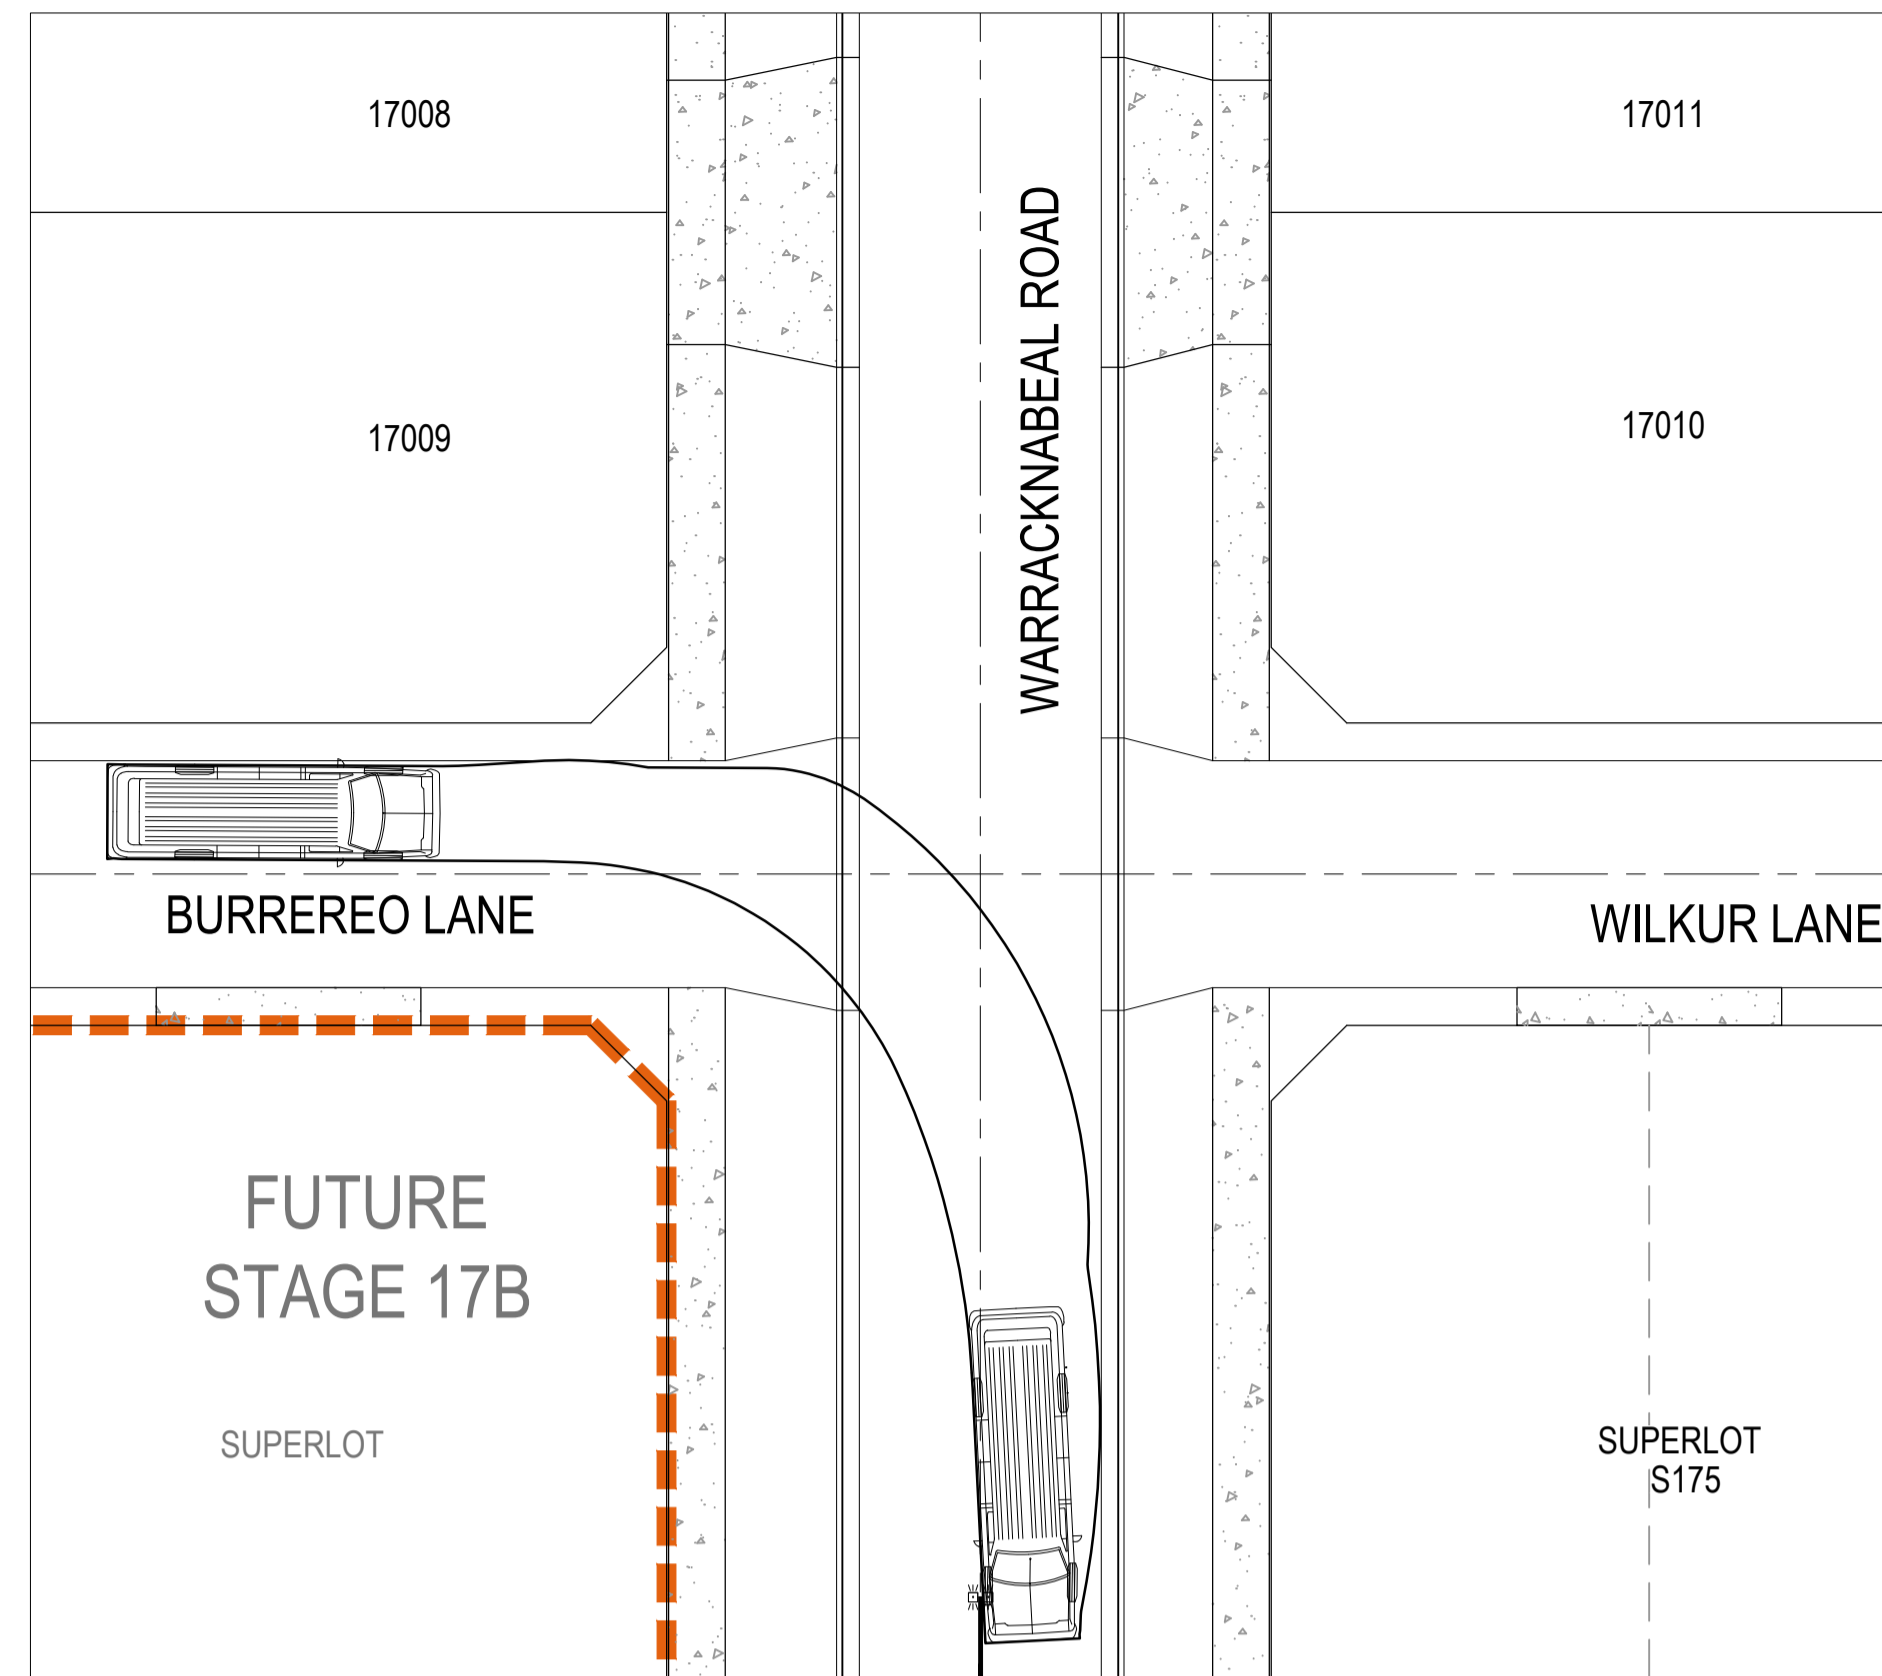 17008
17011
WARRACKNABEAL ROAD
17009
17010
BURREREO LANE
WILKUR LANE
FUTURE
STAGE 17B
SUPERLOT
SUPERLOT
S175